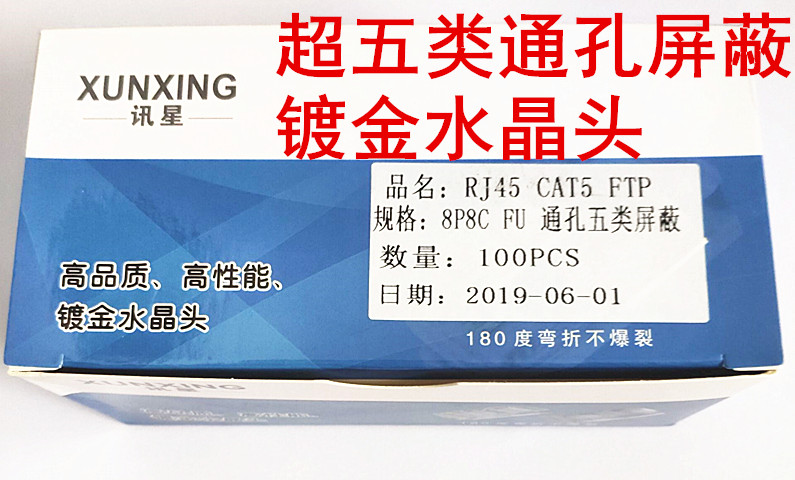 超五类通孔屏蔽
镀金水晶头
XUNXING
讯星
品名：RJ45 CAT5 FTP
规格：8P8C FU 通孔五类屏蔽
数量：100PCS
日期：2019-06-01
高品质、高性能、
镀金水晶头
180度弯折不爆裂
XUNXING
讯星